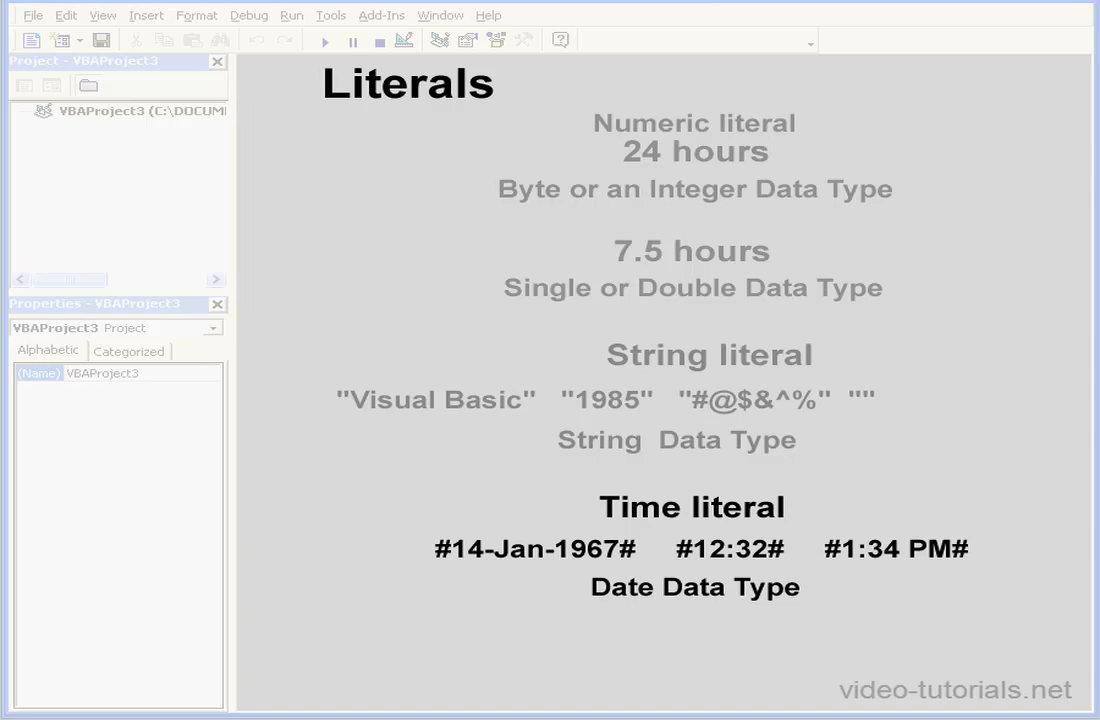 File Edit View Insert Format Debug Run Tools Add-Ins Window Help
Project - VBAProject3
VBAProject3 (C:\DOCUMI
Properties - VBAProject3
VBAProject3 Project
Alphabetic Categorized
(Name) VBAProject3
Literals
Numeric literal
24 hours
Byte or an Integer Data Type
7.5 hours
Single or Double Data Type
String literal
"Visual Basic" "1985" "#@$&^%" ""
String Data Type
Time literal
#14-Jan-1967# #12:32# #1:34 PM#
Date Data Type
video-tutorials.net